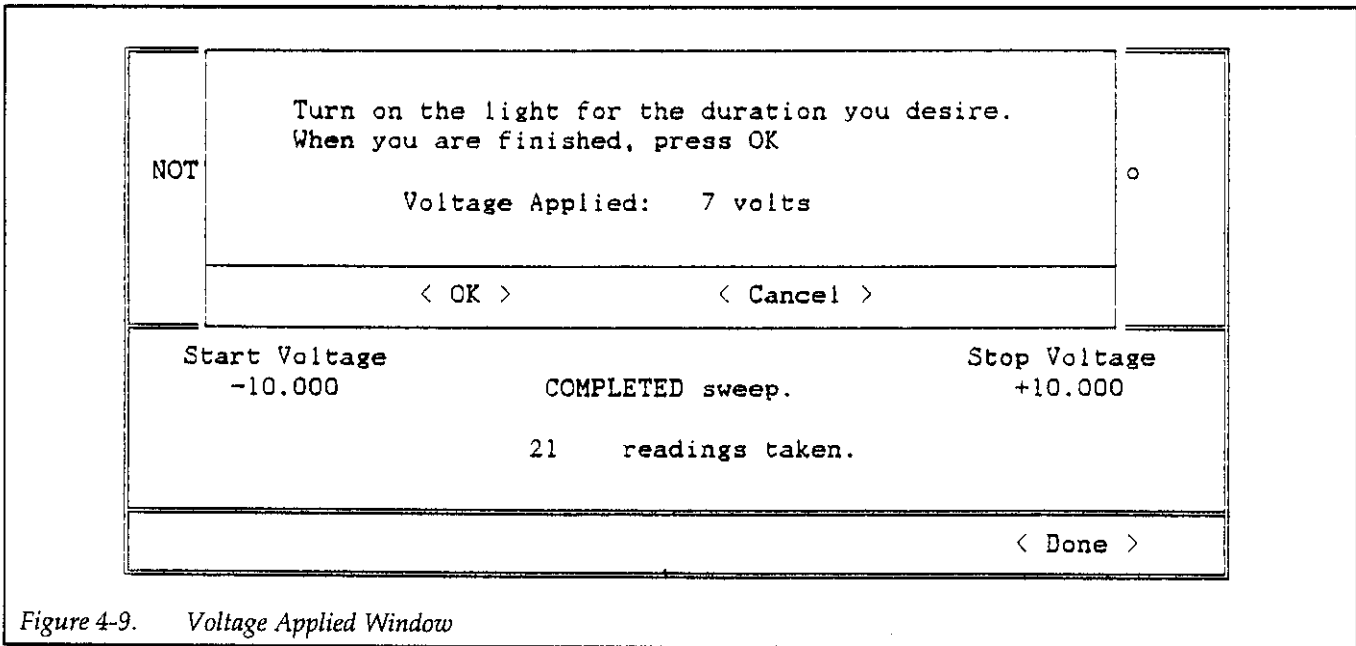 Turn on the light for the duration you desire.
When you are finished, press OK
NOT o
Voltage Applied: 7 volts
< OK > < Cancel >
Start Voltage Stop Voltage
-10.000 COMPLETED sweep. +10.000
21 readings taken.
< Done >
Figure 4-9. Voltage Applied Window